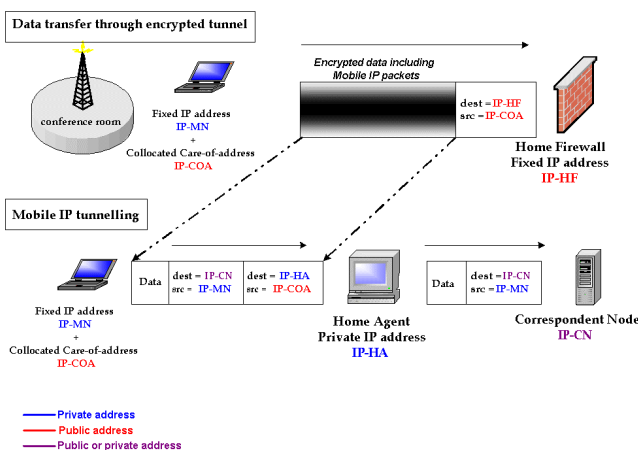 Data transfer through encrypted tunnel
Encrypted data including
Mobile IP packets
conference room
Fixed IP address
IP-MN
+
Collocated Care-of-address
IP-COA
dest = IP-HF
src = IP-COA
Home Firewall
Fixed IP address
IP-HF
Mobile IP tunnelling
Fixed IP address
IP-MN
+
Collocated Care-of-address
IP-COA
Data
dest = IP-CN
src = IP-MN
dest = IP-HA
src = IP-COA
Home Agent
Private IP address
IP-HA
Data
dest = IP-CN
src = IP-MN
Correspondent Node
IP-CN
Private address
Public address
Public or private address